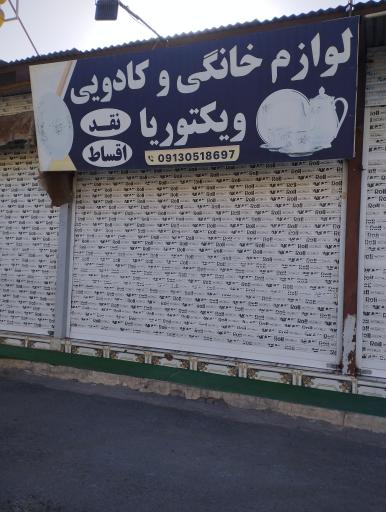 لوازم خانگی و کادویی
ویکتوریا
نقد
اقساط
09130518697